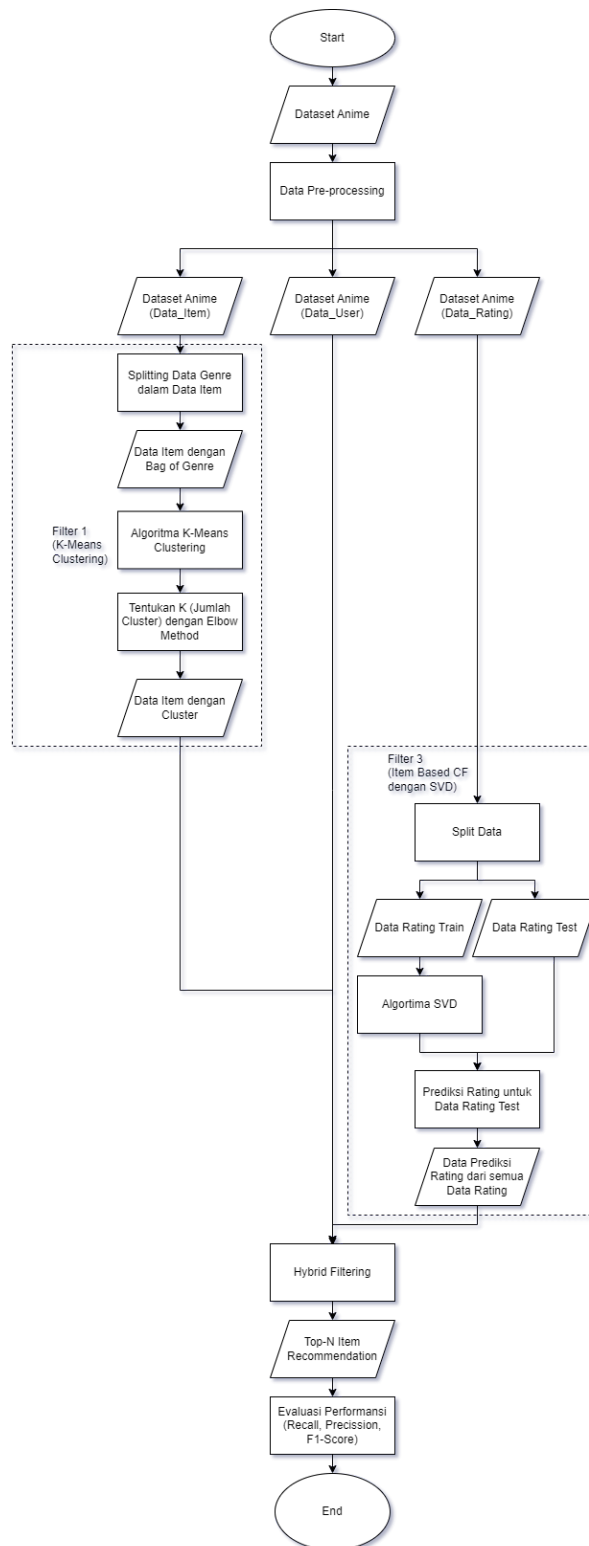 Start
Dataset Anime
Data Pre-processing
Dataset Anime
(Data_Item)
Dataset Anime
(Data_User)
Dataset Anime
(Data_Rating)
Splitting Data Genre
dalam Data Item
Data Item dengan
Bag of Genre
Filter 1
(K-Means
Clustering)
Algoritma K-Means
Clustering
Tentukan K (Jumlah
Cluster) dengan Elbow
Method
Data Item dengan
Cluster
Filter 3
(Item Based CF
dengan SVD)
Split Data
Data Rating Train
Data Rating Test
Algortima SVD
Prediksi Rating untuk
Data Rating Test
Data Prediksi
Rating dari semua
Data Rating
Hybrid Filtering
Top-N Item
Recommendation
Evaluasi Performansi
(Recall, Precission,
F1-Score)
End